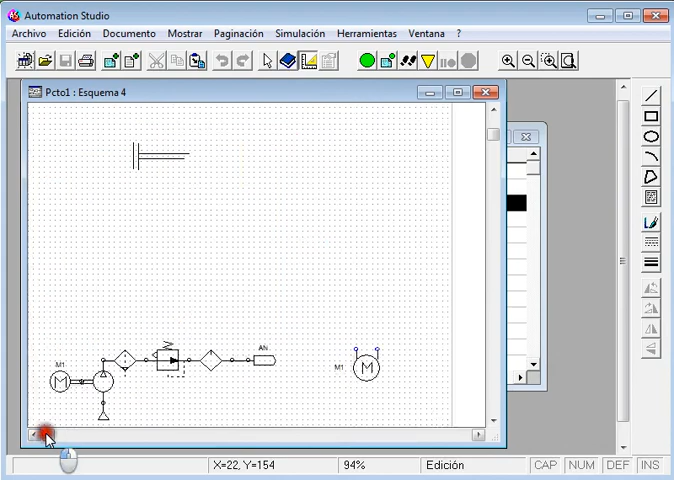 Automation Studio
Archivo Edición Documento Mostrar Paginación Simulación Herramientas Ventana ?
Pcto1 : Esquema 4
AN
M1
M
M1
M
X=22, Y=154 94% Edición CAP NUM DEF INS